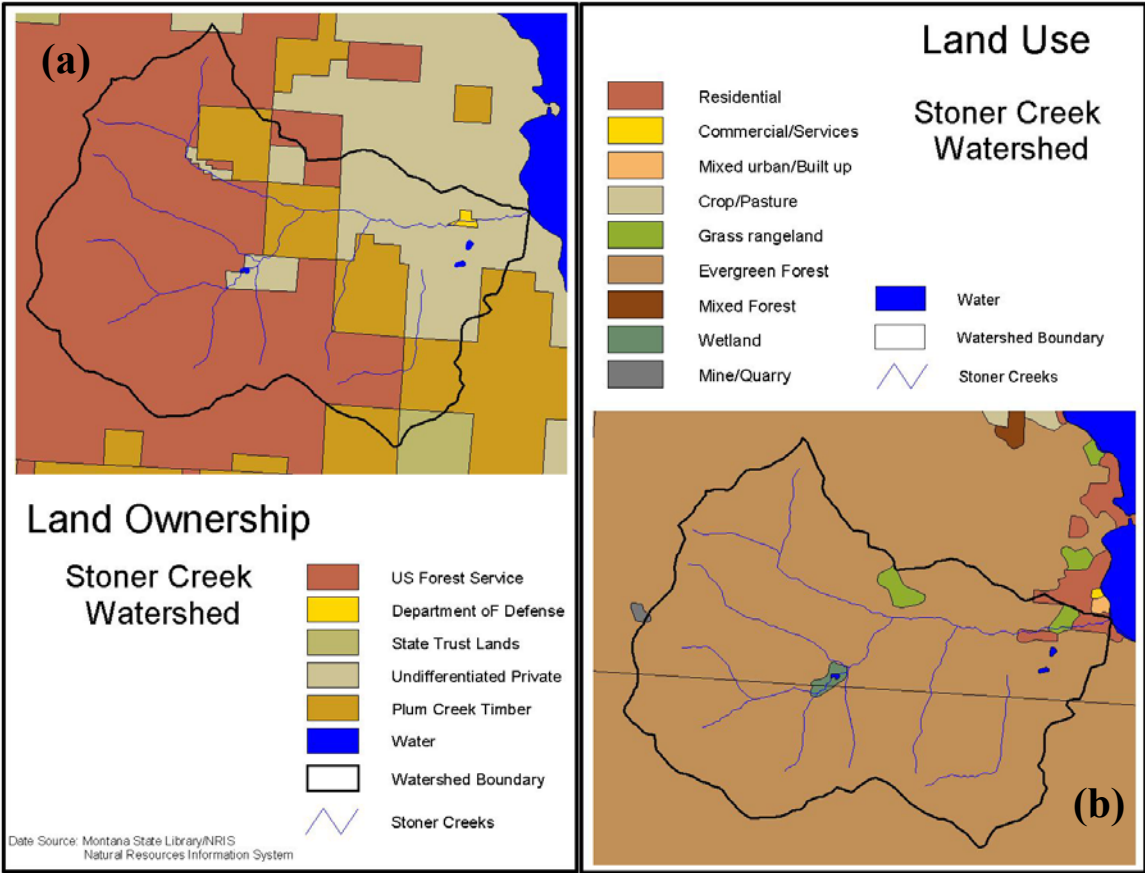 (a)
Land Ownership
Stoner Creek
Watershed
US Forest Service
Department oF Defense
State Trust Lands
Undifferentiated Private
Plum Creek Timber
Water
Watershed Boundary
Stoner Creeks
Date Source: Montana State Library/NRIS
Natural Resources Information System
Land Use
Stoner Creek
Watershed
Residential
Commercial/Services
Mixed urban/Built up
Crop/Pasture
Grass rangeland
Evergreen Forest
Mixed Forest
Wetland
Mine/Quarry
Water
Watershed Boundary
Stoner Creeks
(b)